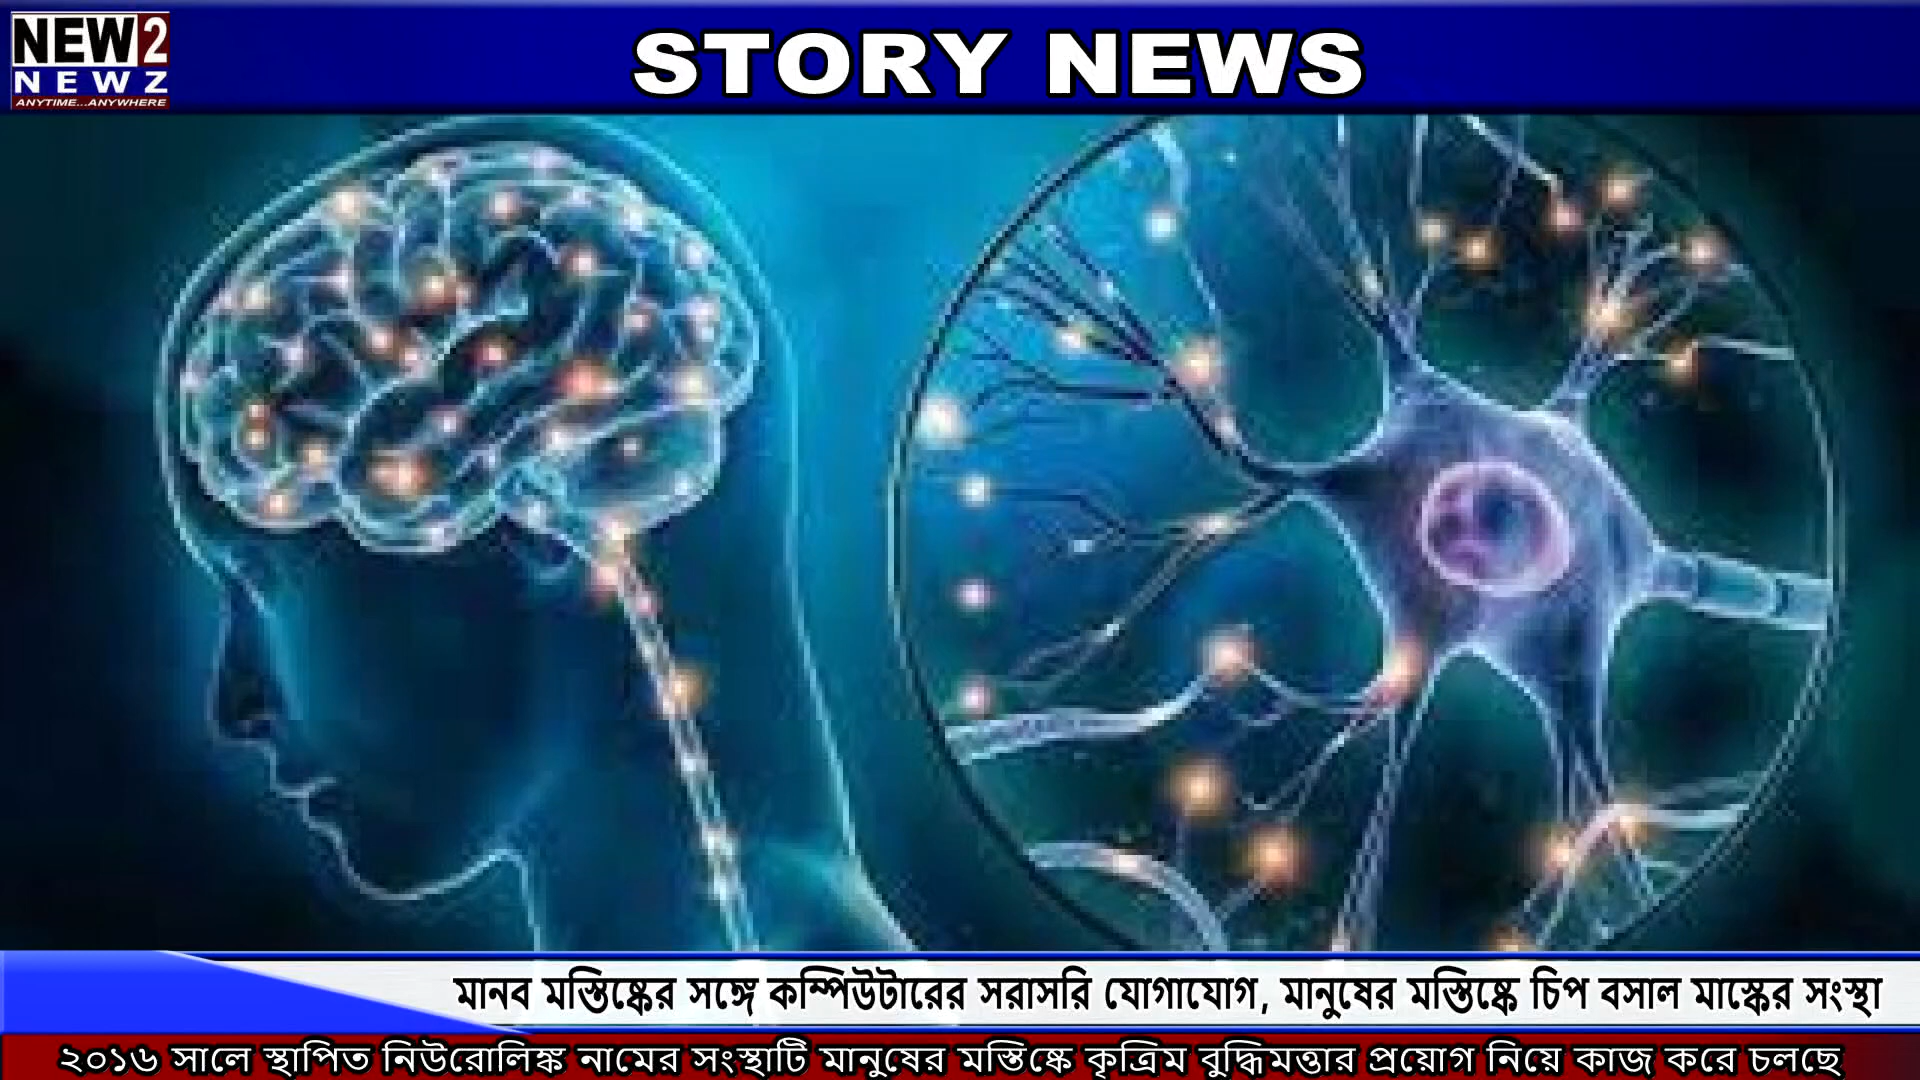 NEW2
NEWZ
ANYTIME...ANYWHERE
STORY NEWS
মানব মস্তিষ্কের সঙ্গে কম্পিউটারের সরাসরি যোগাযোগ, মানুষের মস্তিষ্কে চিপ বসাল মাস্কের সংস্থা
২০১৬ সালে স্থাপিত নিউরোলিঙ্ক নামের সংস্থাটি মানুষের মস্তিষ্কে কৃত্রিম বুদ্ধিমত্তার প্রয়োগ নিয়ে কাজ করে চলছে